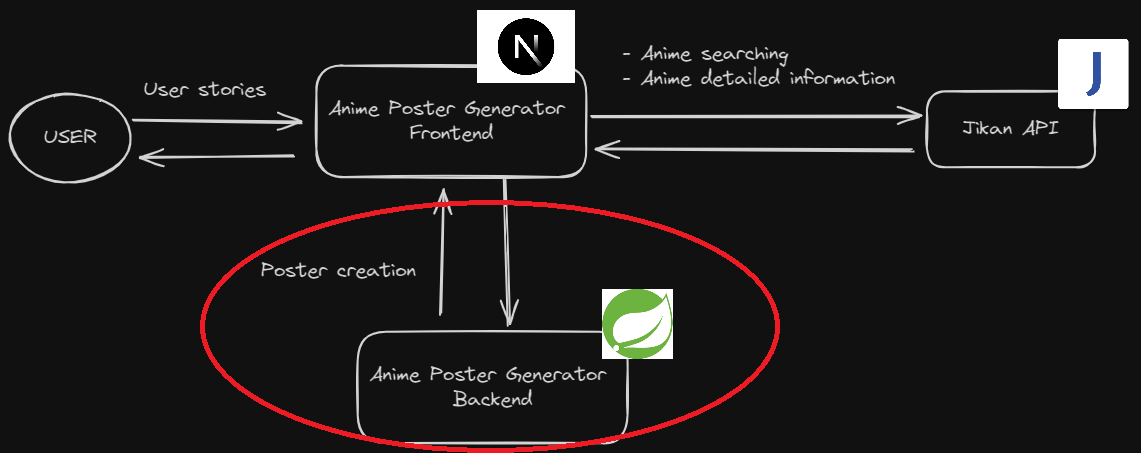 N
- Anime searching
- Anime detailed information
J
User stories
Anime Poster Generator
Frontend
USER
Jikan API
Poster creation
Anime Poster Generator
Backend